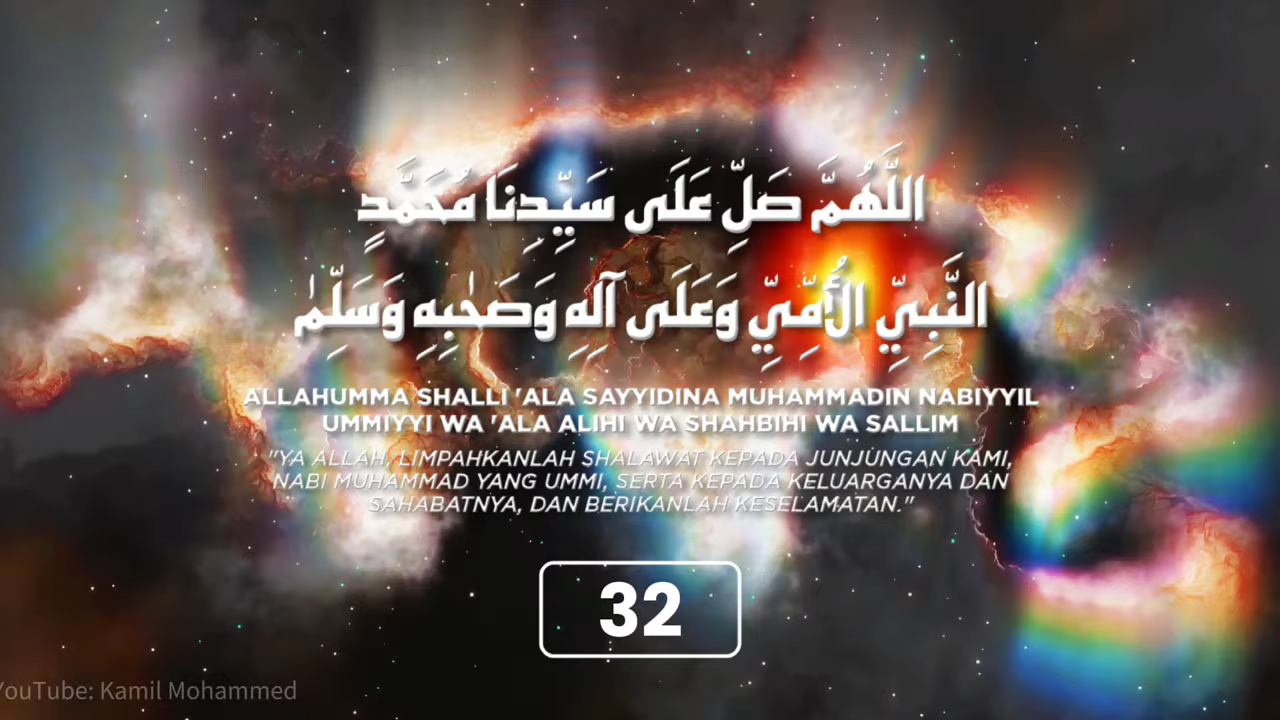 اللَّهُمَّ صَلِّ عَلَى سَيِّدِنَا مُحَمَّدٍ
النَّبِيِّ الأُمِّيِّ وَعَلَى آلِهِ وَصَحْبِهِ وَسَلِّمْ
ALLAHUMMA SHALLI 'ALA SAYYIDINA MUHAMMADIN NABIYYIL
UMMIYYI WA 'ALA ALIHI WA SHAHBIHI WA SALLIM
"YA ALLAH, LIMPAHKANLAH SHALAWAT KEPADA JUNJUNGAN KAMI,
NABI MUHAMMAD YANG UMMI, SERTA KEPADA KELUARGANYA DAN
SAHABATNYA, DAN BERIKANLAH KESELAMATAN."
32
YouTube: Kamil Mohammed